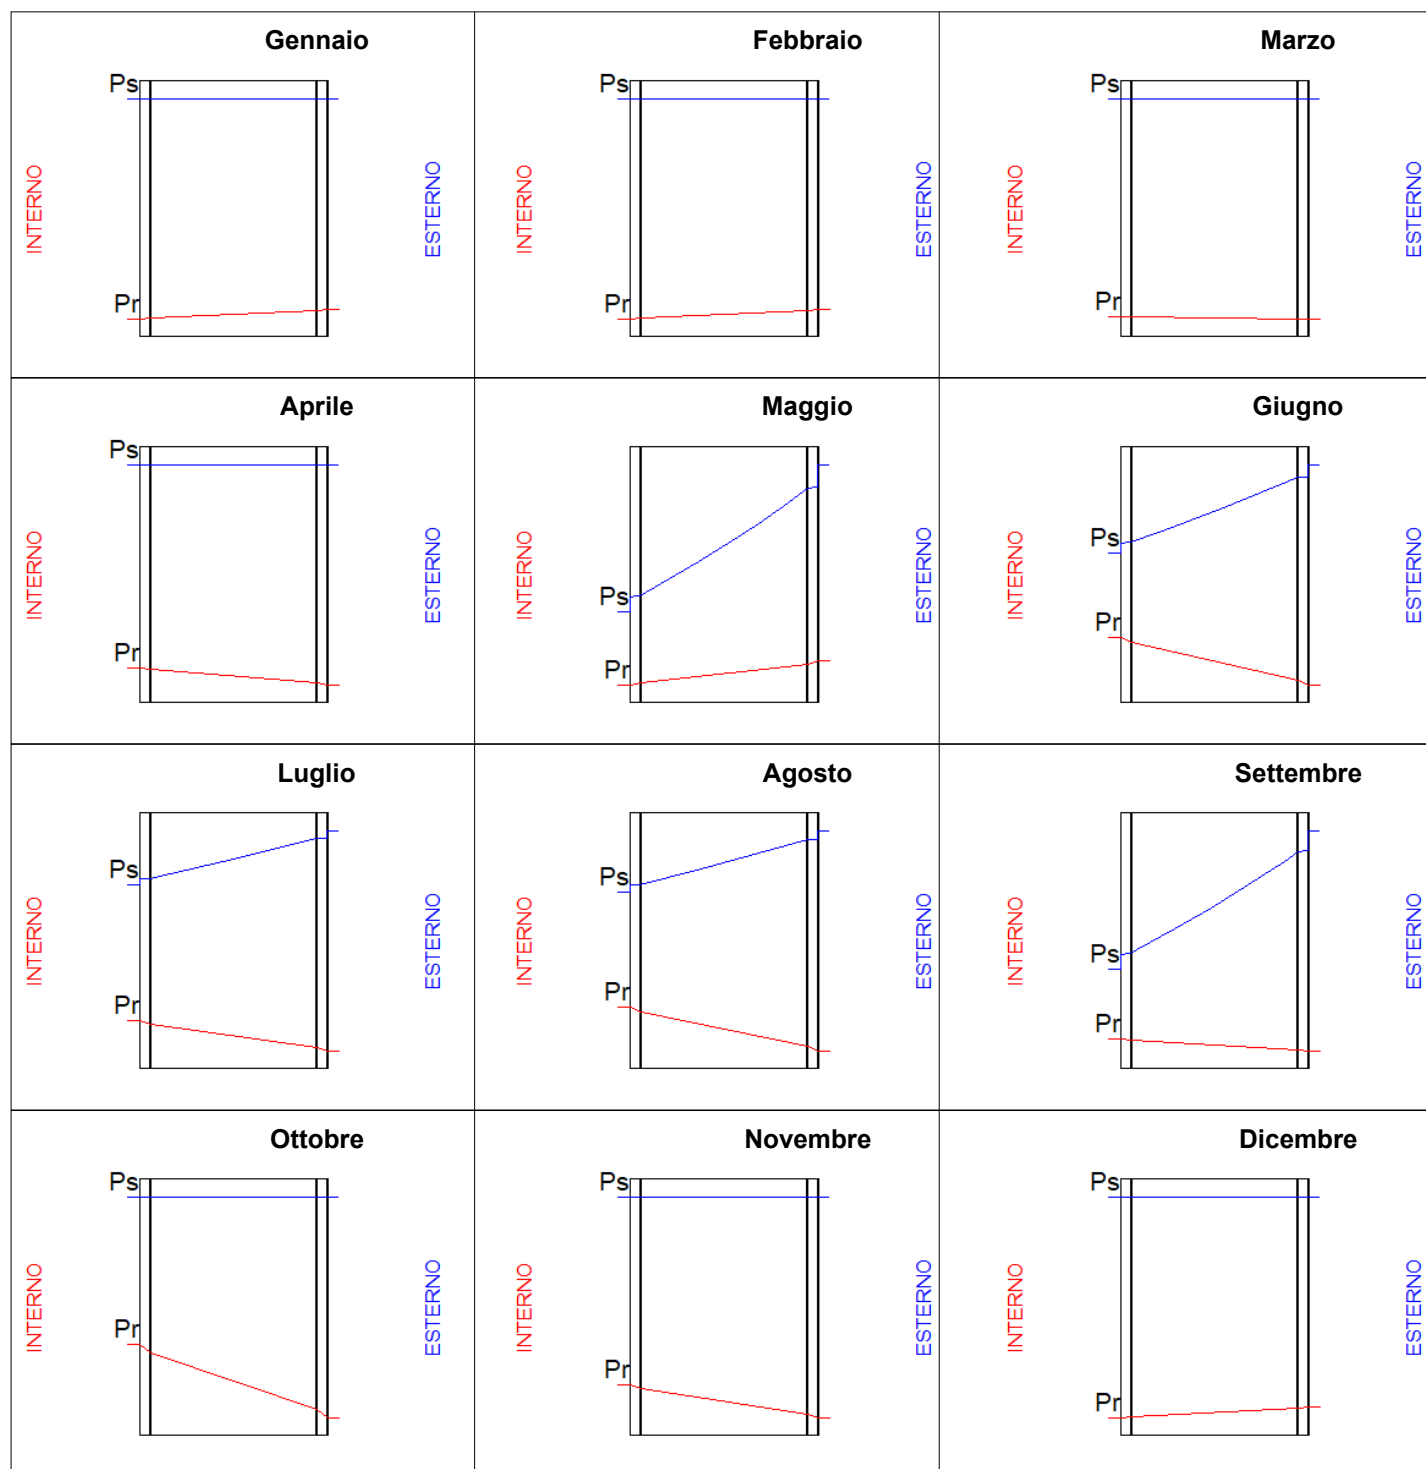 Gennaio
Ps
INTERNO
ESTERNO
Pr
Febbraio
Ps
INTERNO
ESTERNO
Pr
Marzo
Ps
INTERNO
ESTERNO
Pr
Aprile
Ps
INTERNO
ESTERNO
Pr
Maggio
INTERNO
ESTERNO
Ps
Pr
Giugno
Ps
INTERNO
ESTERNO
Pr
Luglio
Ps
INTERNO
ESTERNO
Pr
Agosto
Ps
INTERNO
ESTERNO
Pr
Settembre
INTERNO
ESTERNO
Ps
Pr
Ottobre
Ps
INTERNO
ESTERNO
Pr
Novembre
Ps
INTERNO
ESTERNO
Pr
Dicembre
Ps
INTERNO
ESTERNO
Pr